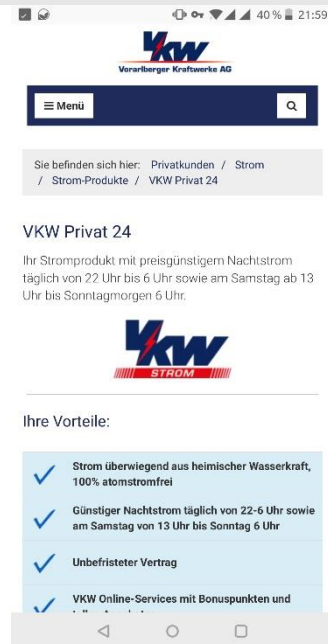 40 % 21:59
VKW
Vorarlberger Kraftwerke AG
Menü
Sie befinden sich hier: Privatkunden / Strom
/ Strom-Produkte / VKW Privat 24
VKW Privat 24
Ihr Stromprodukt mit preisgünstigem Nachtstrom
täglich von 22 Uhr bis 6 Uhr sowie am Samstag ab 13
Uhr bis Sonntagmorgen 6 Uhr.
VKW
STROM
Ihre Vorteile:
Strom überwiegend aus heimischer Wasserkraft,
100% atomstromfrei
Günstiger Nachtstrom täglich von 22-6 Uhr sowie
am Samstag von 13 Uhr bis Sonntag 6 Uhr
Unbefristeter Vertrag
VKW Online-Services mit Bonuspunkten und